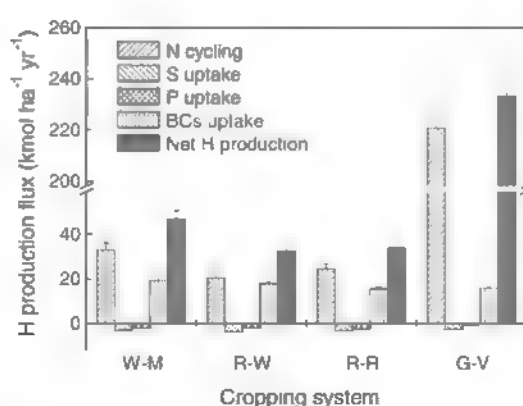 260
240
220
200
40
20
0
H production flux (kmol ha⁻¹ yr⁻¹)
N cycling
S uptake
P uptake
BCs uptake
Net H production
W-M R-W R-R G-V
Cropping system